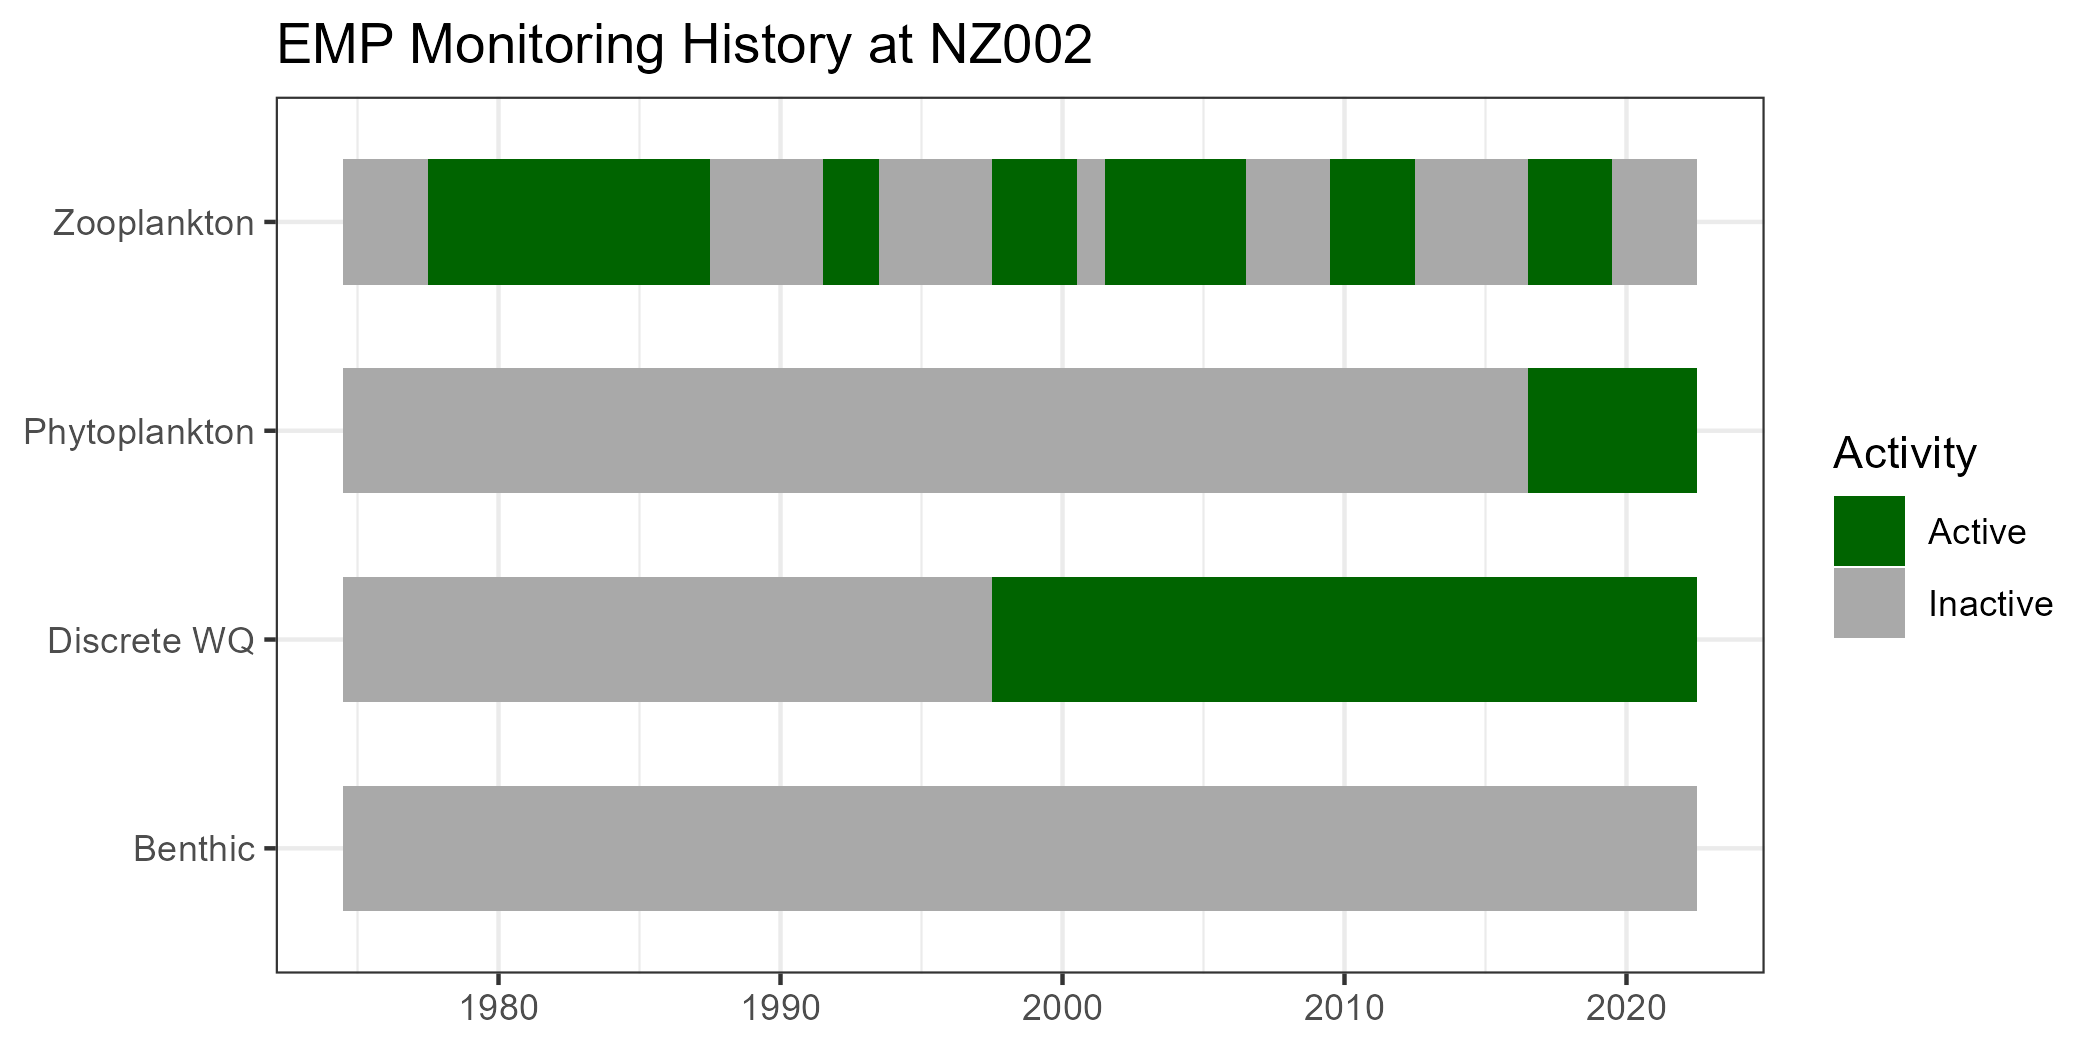 EMP Monitoring History at NZ002
Zooplankton
Phytoplankton
Discrete WQ
Benthic
1980 1990 2000 2010 2020
Activity
Active
Inactive